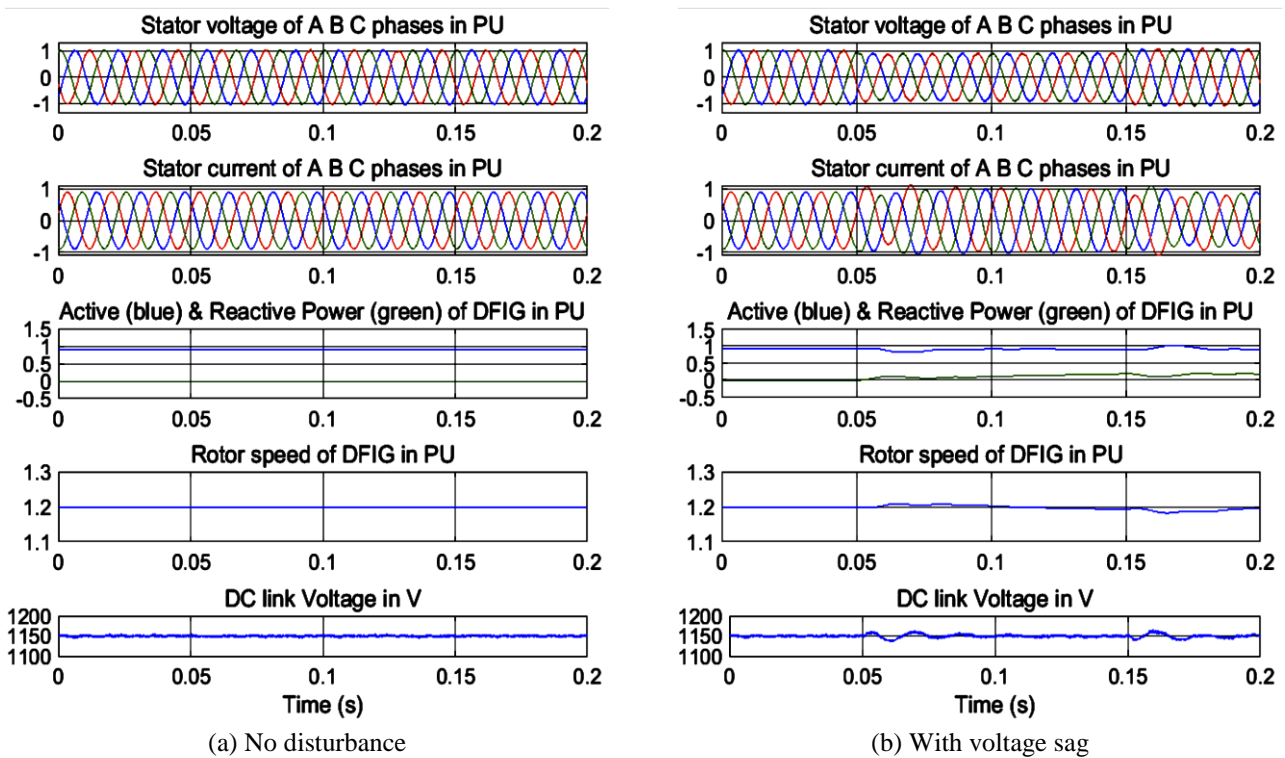 Stator voltage of A B C phases in PU
1
0
-1
0 0.05 0.1 0.15 0.2
Stator current of A B C phases in PU
1
0
-1
0 0.05 0.1 0.15 0.2
Active (blue) & Reactive Power (green) of DFIG in PU
1.5
1
0.5
0
-0.5
0 0.05 0.1 0.15 0.2
Rotor speed of DFIG in PU
1.3
1.2
1.1
0 0.05 0.1 0.15 0.2
DC link Voltage in V
1200
1150
1100
0 0.05 0.1 0.15 0.2
Time (s)
(a) No disturbance
Stator voltage of A B C phases in PU
1
0
-1
0 0.05 0.1 0.15 0.2
Stator current of A B C phases in PU
1
0
-1
0 0.05 0.1 0.15 0.2
Active (blue) & Reactive Power (green) of DFIG in PU
1.5
1
0.5
0
-0.5
0 0.05 0.1 0.15 0.2
Rotor speed of DFIG in PU
1.3
1.2
1.1
0 0.05 0.1 0.15 0.2
DC link Voltage in V
1200
1150
1100
0 0.05 0.1 0.15 0.2
Time (s)
(b) With voltage sag